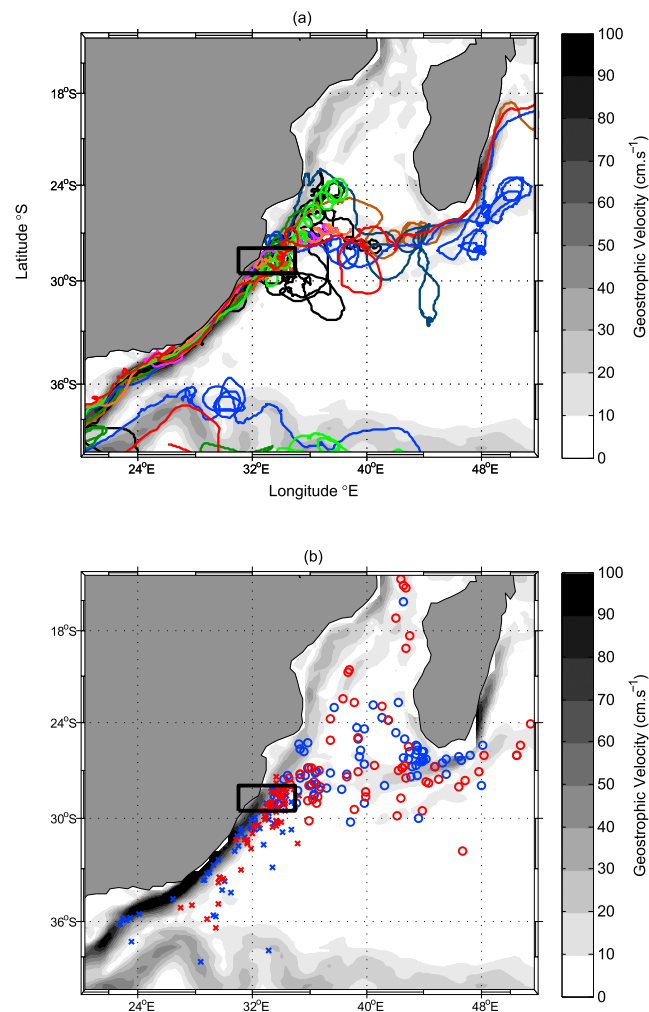 (a)
18°S
24°S
30°S
36°S
Latitude °S
24°E
32°E
40°E
48°E
Longitude °E
100
90
80
70
60
50
40
30
20
10
0
Geostrophic Velocity (cm.s⁻¹)
(b)
18°S
24°S
30°S
36°S
24°E
32°E
40°E
48°E
100
90
80
70
60
50
40
30
20
10
0
Geostrophic Velocity (cm.s⁻¹)